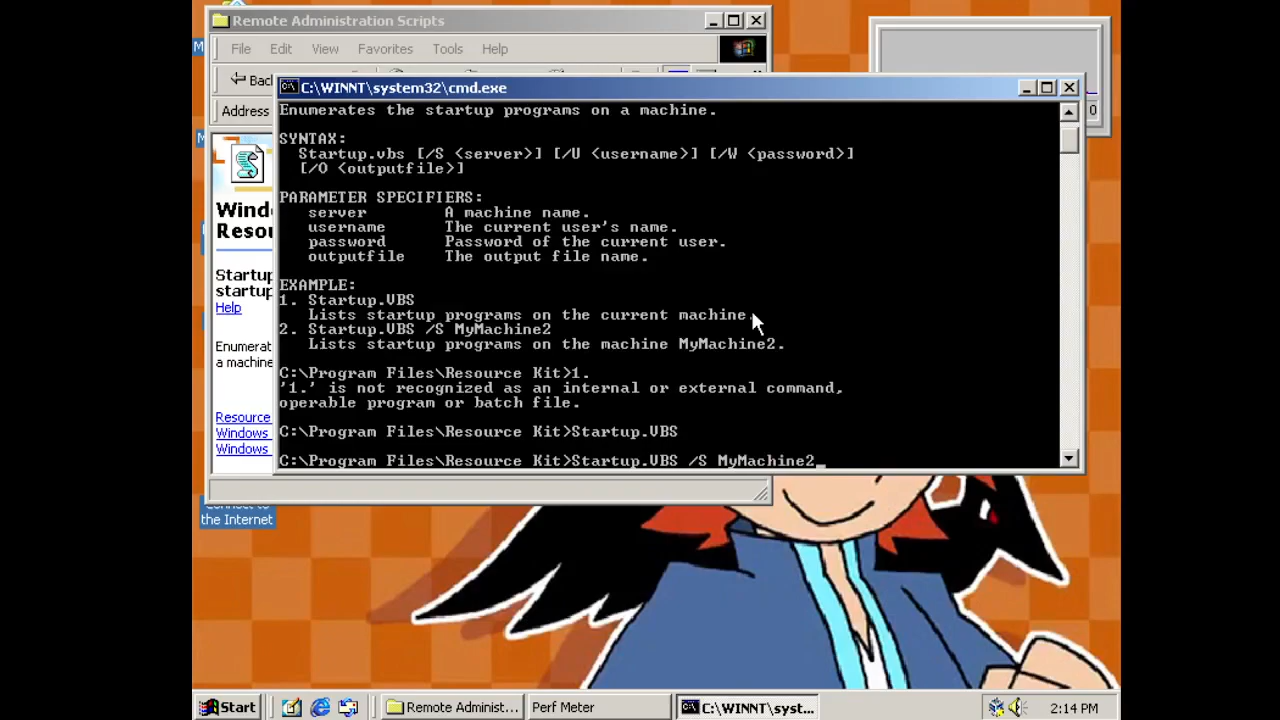 Remote Administration Scripts
File Edit View Favorites Tools Help
Back
Address
C:\WINNT\system32\cmd.exe
Enumerates the startup programs on a machine.
SYNTAX:
Startup.vbs [/S <server>] [/U <username>] [/W <password>]
[/O <outputfile>]
PARAMETER SPECIFIERS:
server A machine name.
username The current user's name.
password Password of the current user.
outputfile The output file name.
EXAMPLE:
1. Startup.VBS
Lists startup programs on the current machine.
2. Startup.VBS /S MyMachine2
Lists startup programs on the machine MyMachine2.
C:\Program Files\Resource Kit>1.
'1.' is not recognized as an internal or external command,
operable program or batch file.
C:\Program Files\Resource Kit>Startup.VBS
C:\Program Files\Resource Kit>Startup.VBS /S MyMachine2_
Windo
Resou
Startu
startu
Help
Enumerat
a machine
Resource
Windows
Windows
0
the Internet
Start
Remote Administ...
Perf Meter
C:\WINNT\syst...
2:14 PM